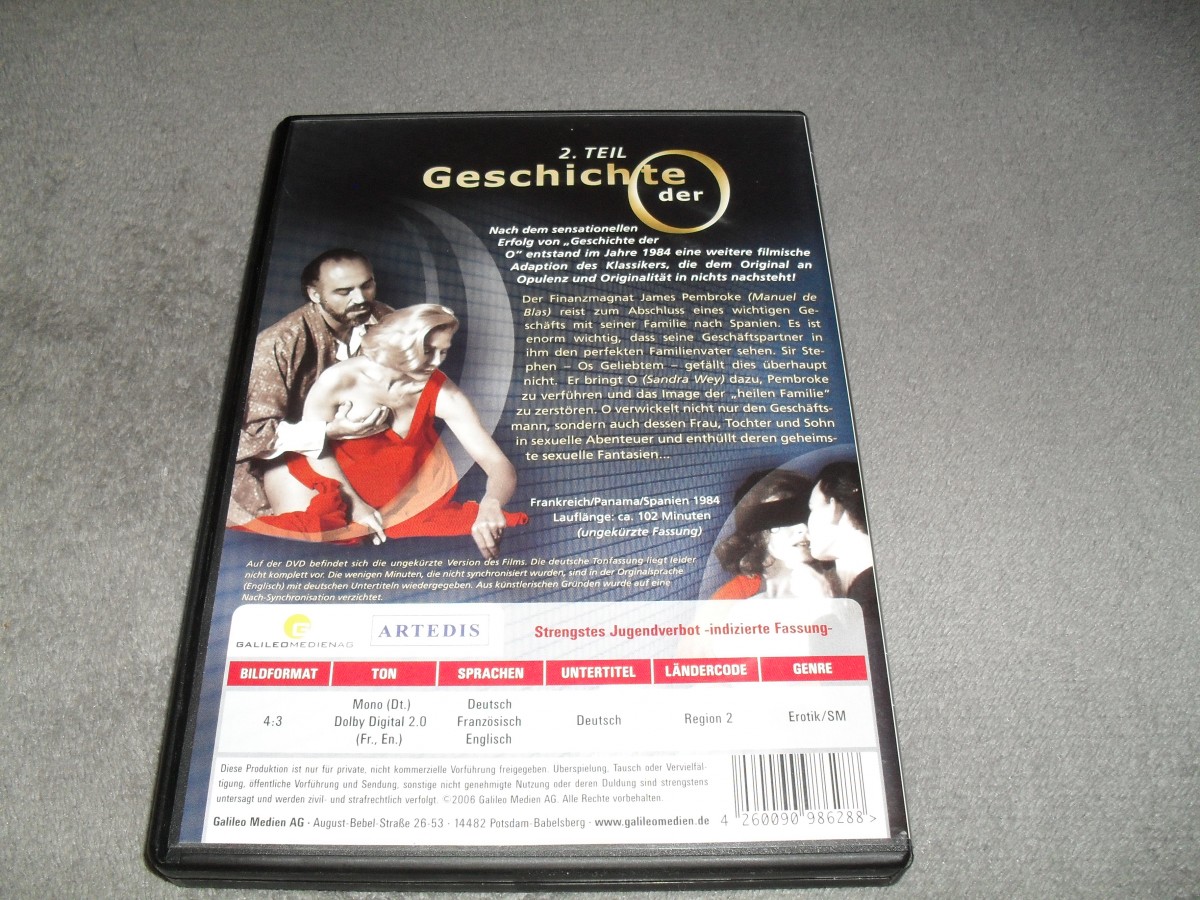 2. TEIL
Geschichte
der O
Nach dem sensationellen
Erfolg von „Geschichte der
O“ entstand im Jahre 1984 eine weitere filmische
Adaption des Klassikers, die dem Original an
Opulenz und Originalität in nichts nachsteht!
Der Finanzmagnat James Pembroke (Manuel de
Blas) reist zum Abschluss eines wichtigen Ge-
schäfts mit seiner Familie nach Spanien. Es ist
enorm wichtig, dass seine Geschäftspartner in
ihm den perfekten Familienvater sehen. Sir Ste-
phen – Os Geliebtem – gefällt dies überhaupt
nicht. Er bringt O (Sandra Wey) dazu, Pembroke
zu verführen und das Image der „heilen Familie“
zu zerstören. O verwickelt nicht nur den Geschäfts-
mann, sondern auch dessen Frau, Tochter und Sohn
in sexuelle Abenteuer und enthüllt deren geheims-
te sexuelle Fantasien...
Frankreich/Panama/Spanien 1984
Lauflänge: ca. 102 Minuten
(ungekürzte Fassung)
Auf der DVD befindet sich die ungekürzte Version des Films. Die deutsche Tonfassung liegt leider
nicht komplett vor. Die wenigen Minuten, die nicht synchronisiert wurden, sind in der Orginalsprache
(Englisch) mit deutschen Untertiteln wiedergegeben. Aus künstlerischen Gründen wurde auf eine
Nach-Synchronisation verzichtet.
G
GALILEOMEDIENAG
ARTEDIS
Strengstes Jugendverbot -indizierte Fassung-
BILDFORMAT TON SPRACHEN UNTERTITEL LÄNDERCODE GENRE
Mono (Dt.) Deutsch
4:3 Dolby Digital 2.0 Französisch Deutsch Region 2 Erotik/SM
(Fr., En.) Englisch
Diese Produktion ist nur für private, nicht kommerzielle Vorführung freigegeben. Überspielung, Tausch oder Vervielfäl-
tigung, öffentliche Vorführung und Sendung, sonstige nicht genehmigte Nutzung oder deren Duldung sind strengstens
untersagt und werden zivil- und strafrechtlich verfolgt. ©2006 Galileo Medien AG. Alle Rechte vorbehalten.
Galileo Medien AG · August-Bebel-Straße 26-53 · 14482 Potsdam-Babelsberg · www.galileomedien.de
4 260090 986288 >